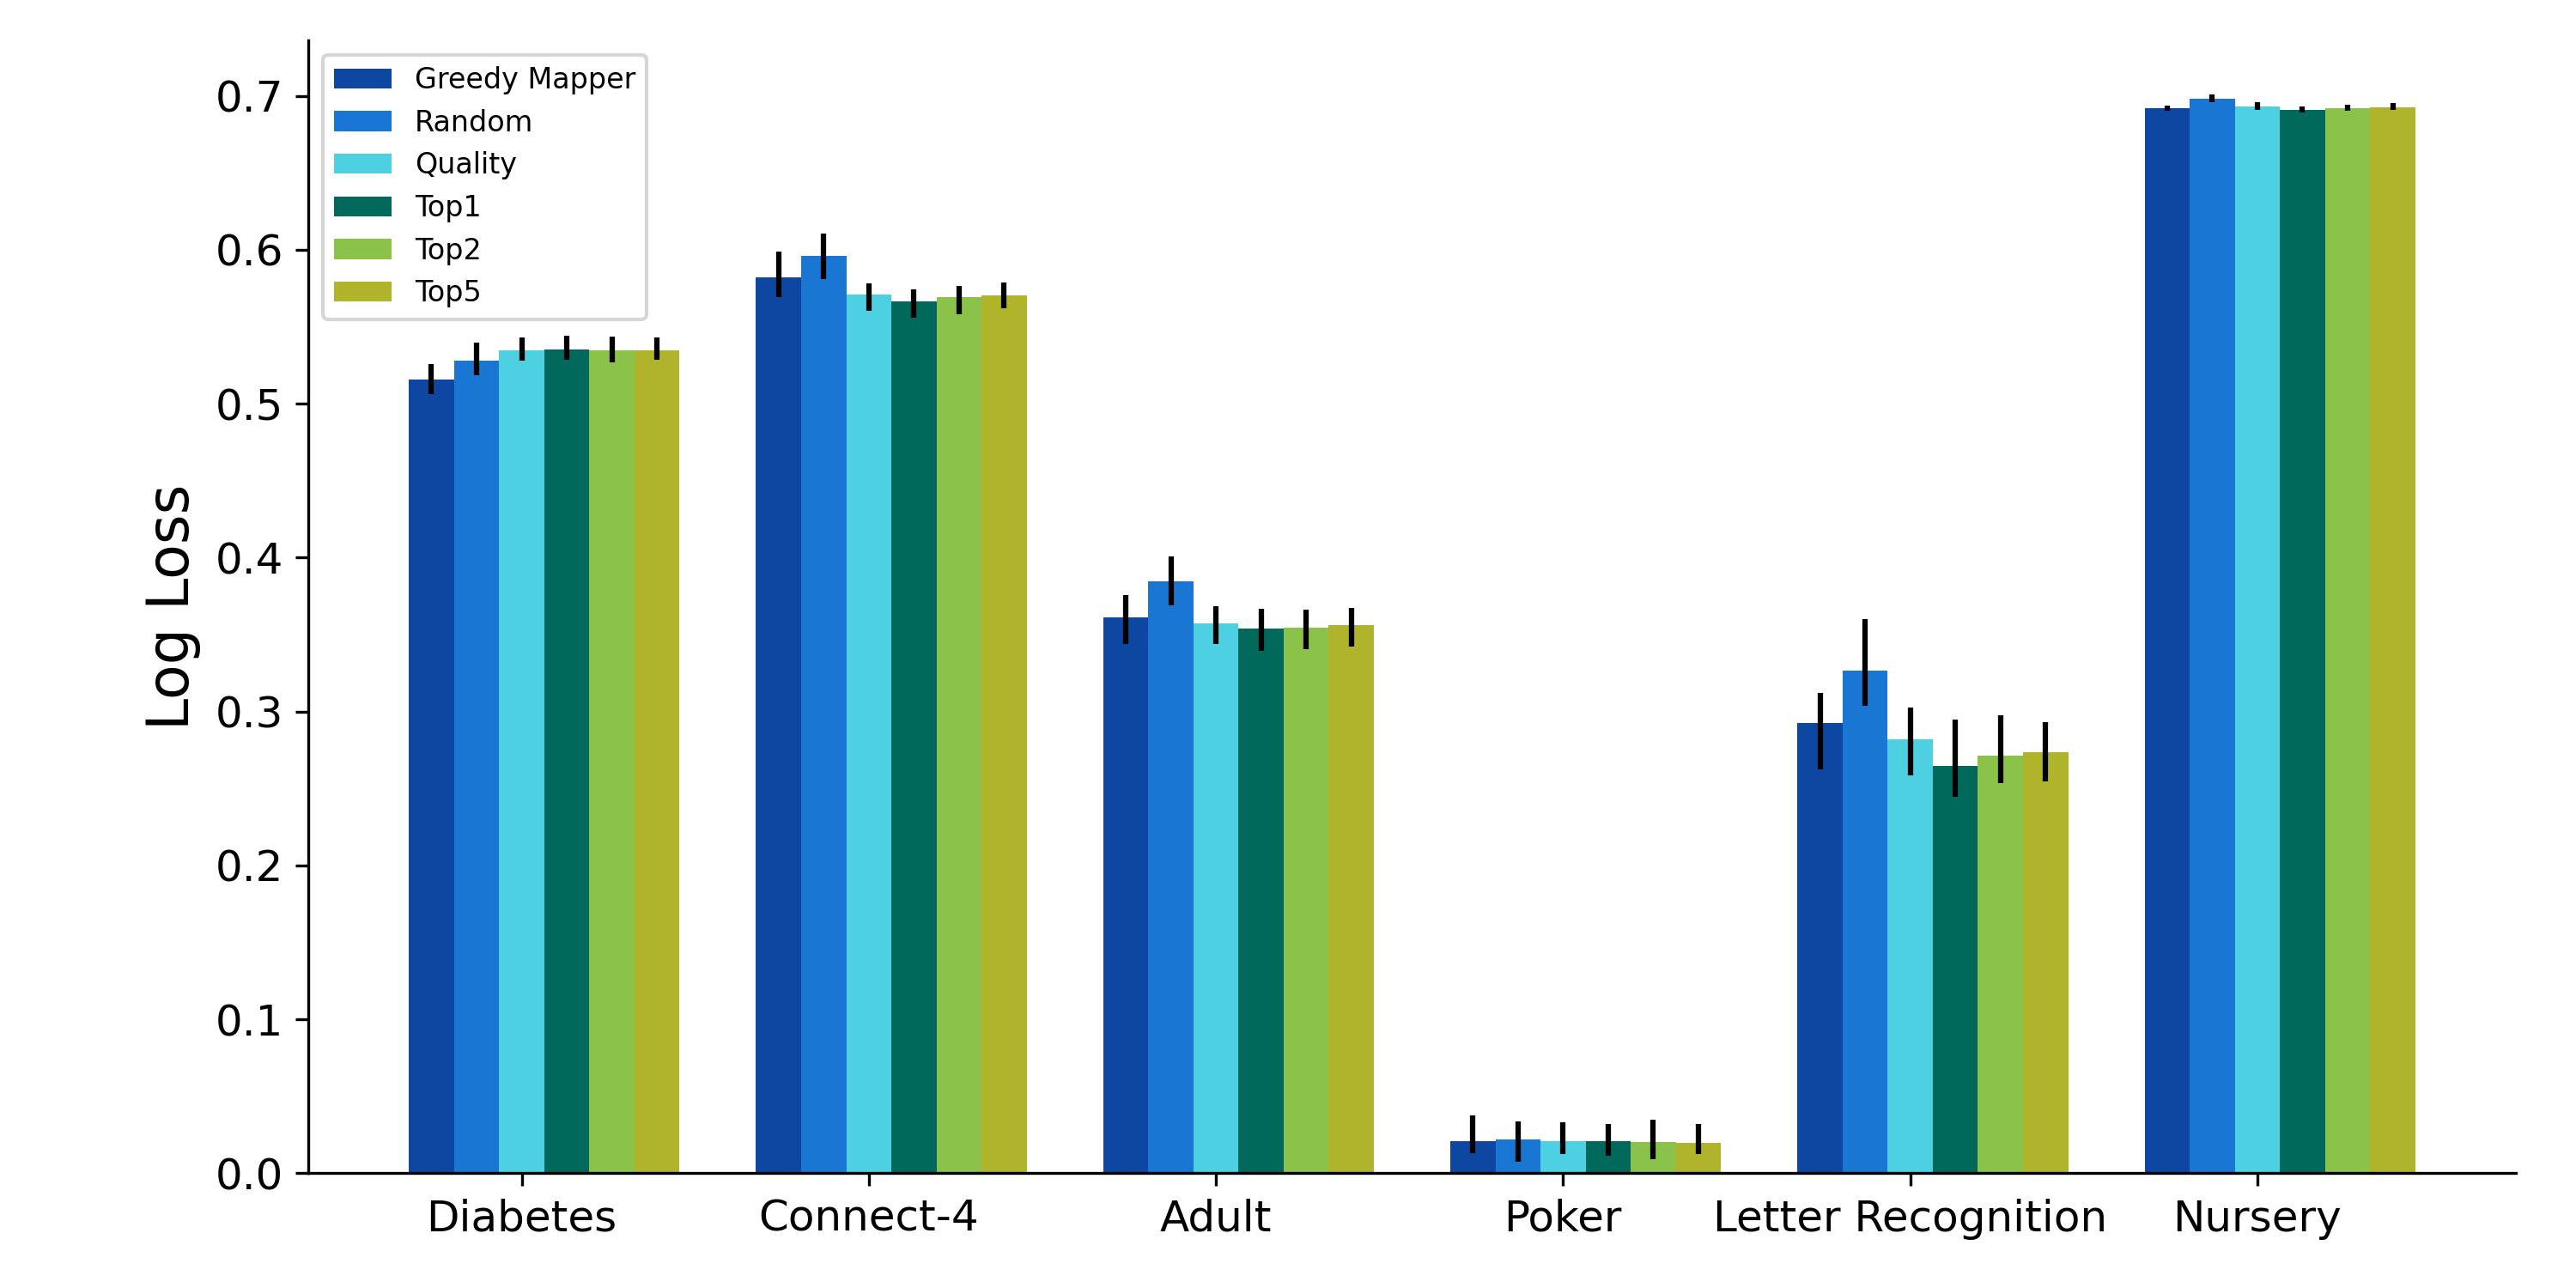 Log Loss
0.7
0.6
0.5
0.4
0.3
0.2
0.1
0.0
Greedy Mapper
Random
Quality
Top1
Top2
Top5
Diabetes
Connect-4
Adult
Poker
Letter Recognition
Nursery